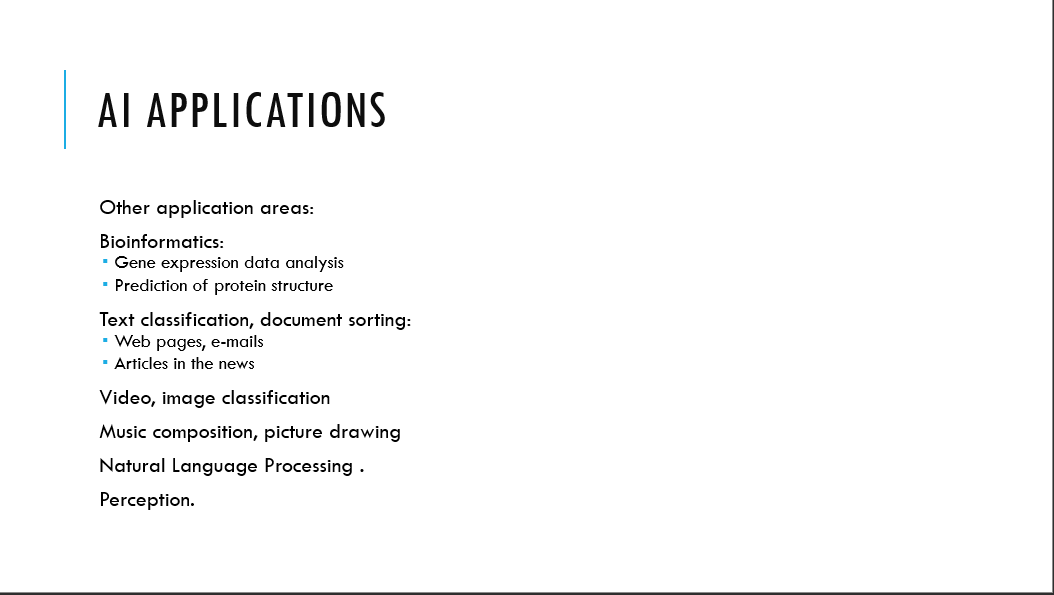 AI APPLICATIONS
Other application areas:
Bioinformatics:
▪ Gene expression data analysis
▪ Prediction of protein structure
Text classification, document sorting:
▪ Web pages, e-mails
▪ Articles in the news
Video, image classification
Music composition, picture drawing
Natural Language Processing .
Perception.